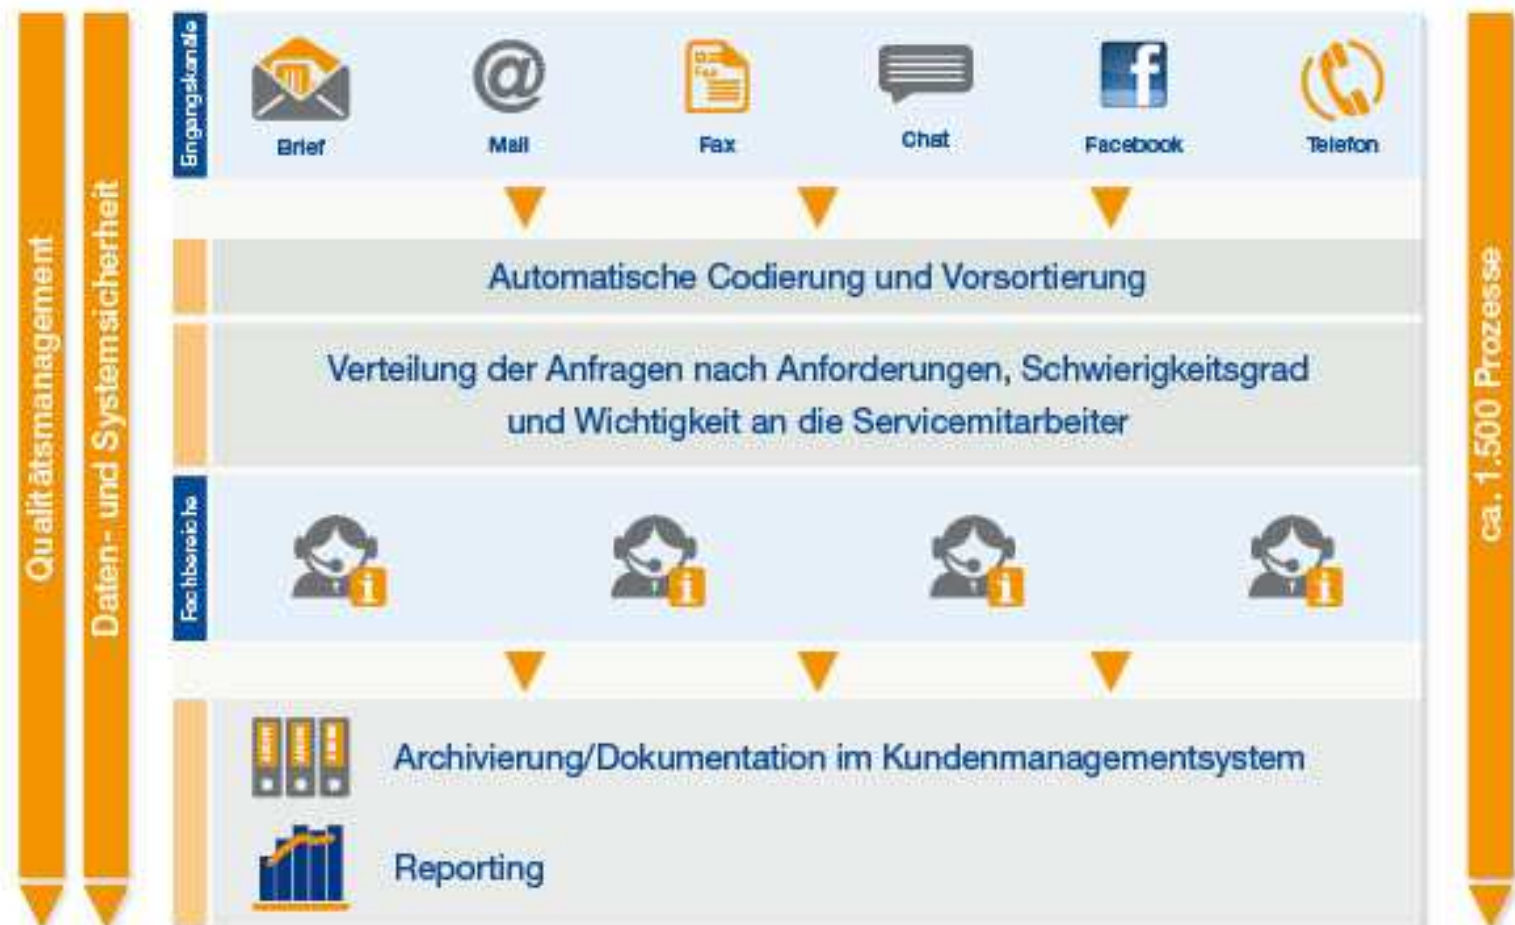 Qualitätsmanagement
Daten- und Systemsicherheit
Eingangskanäle
Brief
Mail
Fax
Fax
Chat
Facebook
Telefon
Automatische Codierung und Vorsortierung
Verteilung der Anfragen nach Anforderungen, Schwierigkeitsgrad
und Wichtigkeit an die Servicemitarbeiter
Fachbereiche
Archivierung/Dokumentation im Kundenmanagementsystem
Reporting
ca. 1.500 Prozesse